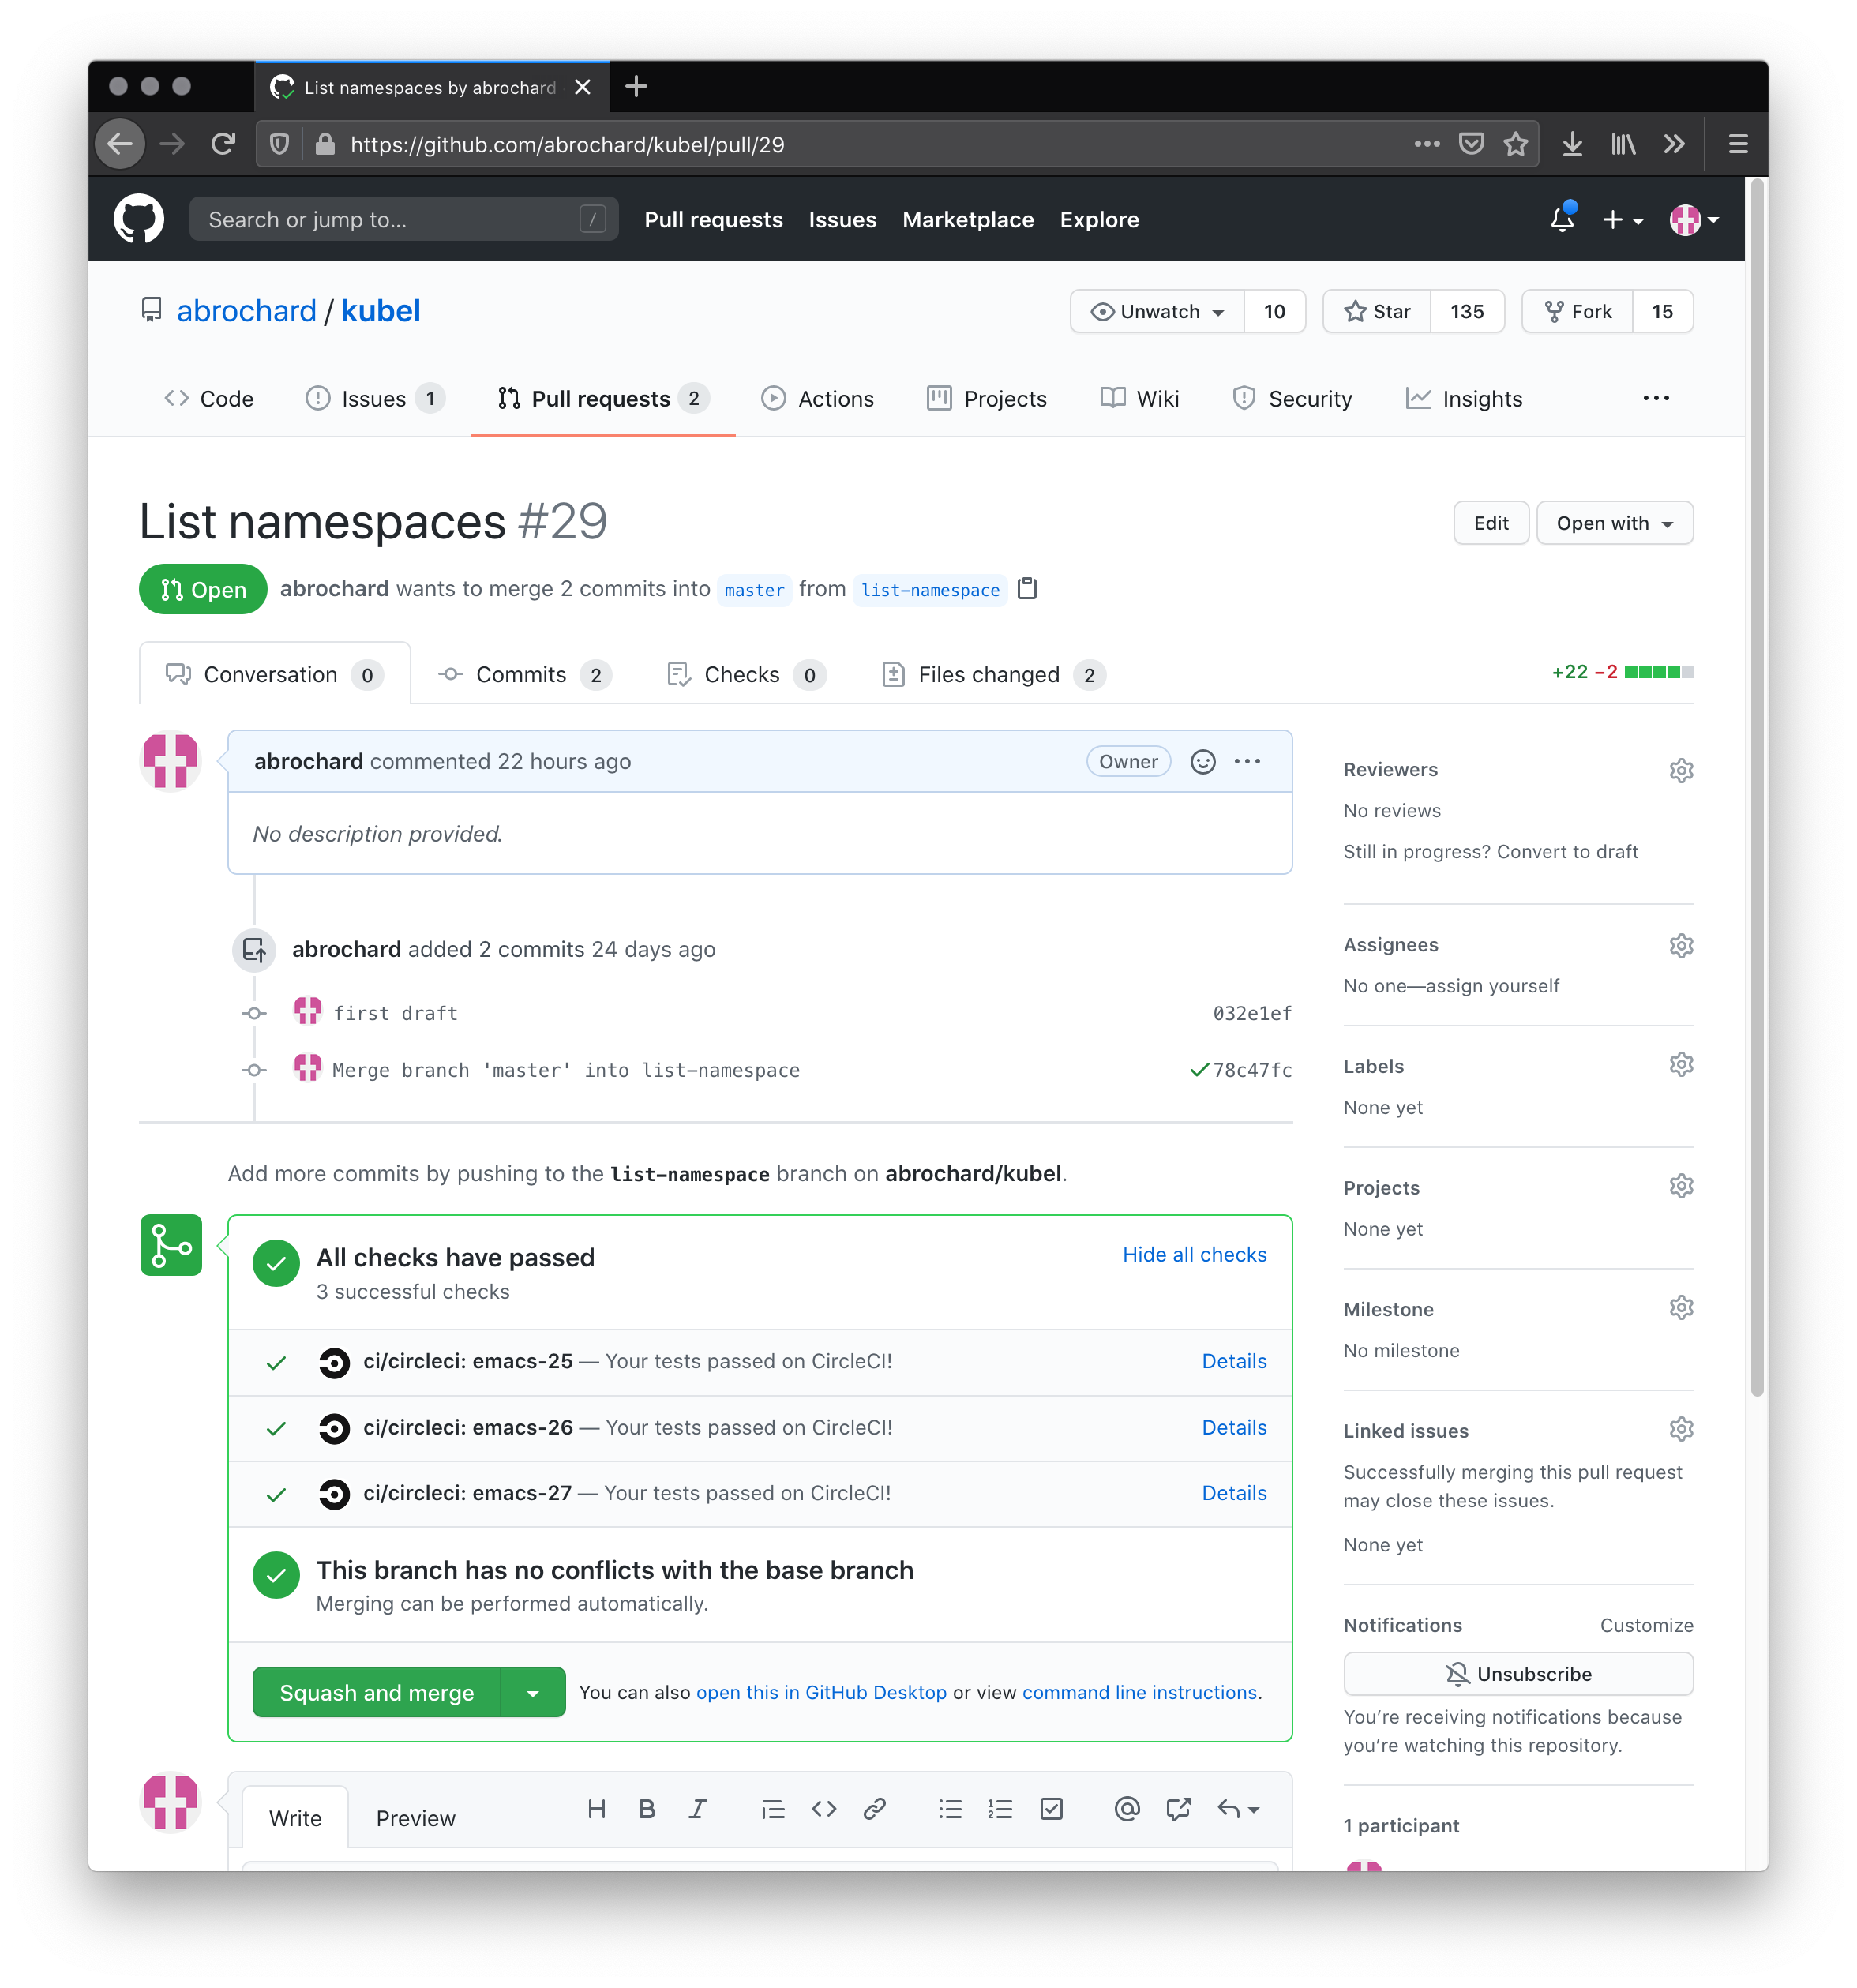 List namespaces by abrochard
https://github.com/abrochard/kubel/pull/29
Search or jump to... /
Pull requests Issues Marketplace Explore
abrochard / kubel
Unwatch 10 Star 135 Fork 15
Code Issues 1 Pull requests 2 Actions Projects Wiki Security Insights
List namespaces #29
Edit Open with
Open abrochard wants to merge 2 commits into master from list-namespace
Conversation 0 Commits 2 Checks 0 Files changed 2 +22 −2
abrochard commented 22 hours ago Owner
No description provided.
abrochard added 2 commits 24 days ago
first draft 032e1ef
Merge branch 'master' into list-namespace 78c47fc
Add more commits by pushing to the list-namespace branch on abrochard/kubel.
All checks have passed Hide all checks
3 successful checks
ci/circleci: emacs-25 — Your tests passed on CircleCI! Details
ci/circleci: emacs-26 — Your tests passed on CircleCI! Details
ci/circleci: emacs-27 — Your tests passed on CircleCI! Details
This branch has no conflicts with the base branch
Merging can be performed automatically.
Squash and merge You can also open this in GitHub Desktop or view command line instructions.
Write Preview
Reviewers
No reviews
Still in progress? Convert to draft
Assignees
No one—assign yourself
Labels
None yet
Projects
None yet
Milestone
No milestone
Linked issues
Successfully merging this pull request
may close these issues.
None yet
Notifications Customize
Unsubscribe
You're receiving notifications because
you're watching this repository.
1 participant